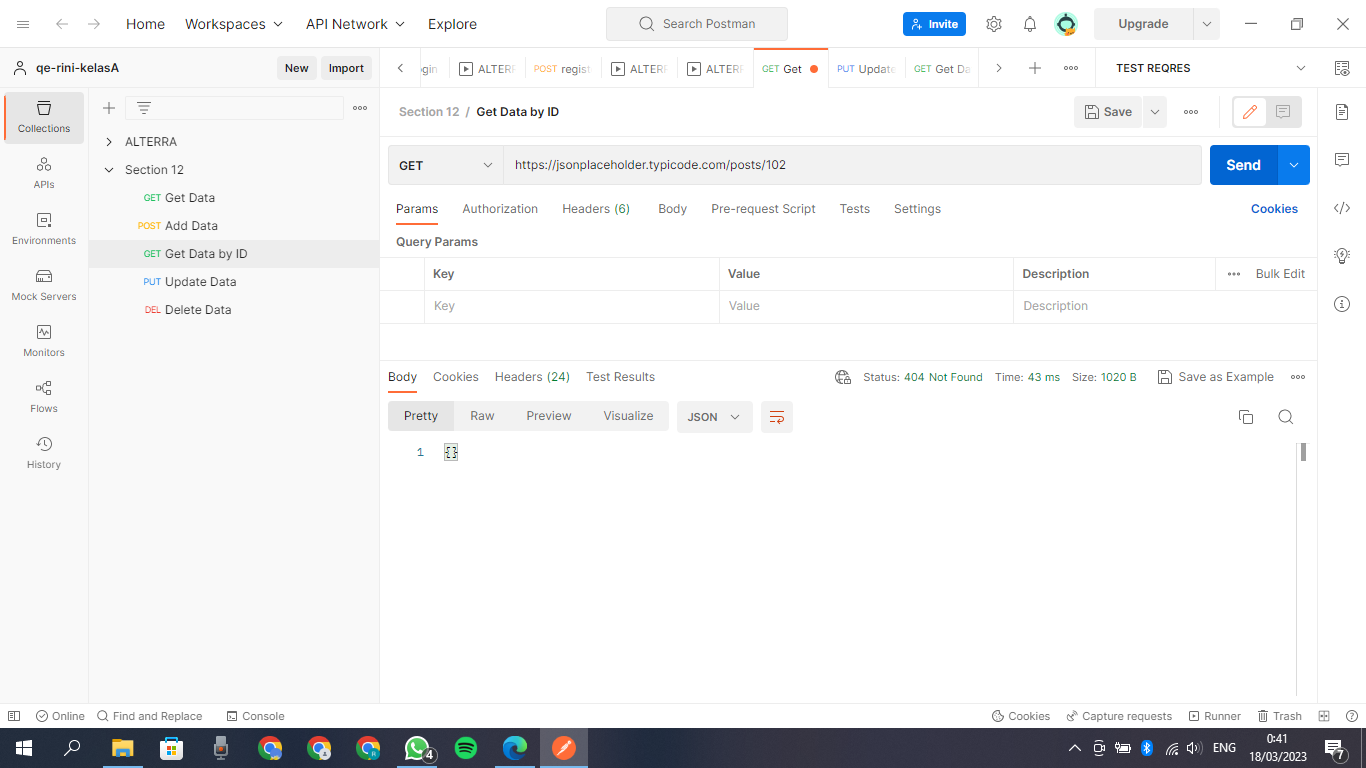 Home Workspaces API Network Explore Search Postman Invite Upgrade
qe-rini-kelasA New Import gin ALTERR POST regist ALTERR ALTERR GET Get PUT Update GET Get Da TEST REQRES
Collections
APIs
Environments
Mock Servers
Monitors
Flows
History
ALTERRA
Section 12
GET Get Data
POST Add Data
GET Get Data by ID
PUT Update Data
DEL Delete Data
Section 12 / Get Data by ID Save
GET https://jsonplaceholder.typicode.com/posts/102 Send
Params Authorization Headers (6) Body Pre-request Script Tests Settings Cookies
Query Params
Key Value Description Bulk Edit
Key Value Description
Body Cookies Headers (24) Test Results Status: 404 Not Found Time: 43 ms Size: 1020 B Save as Example
Pretty Raw Preview Visualize JSON
1 {}
Online Find and Replace Console Cookies Capture requests Runner Trash
4 ENG 0:41
18/03/2023 7